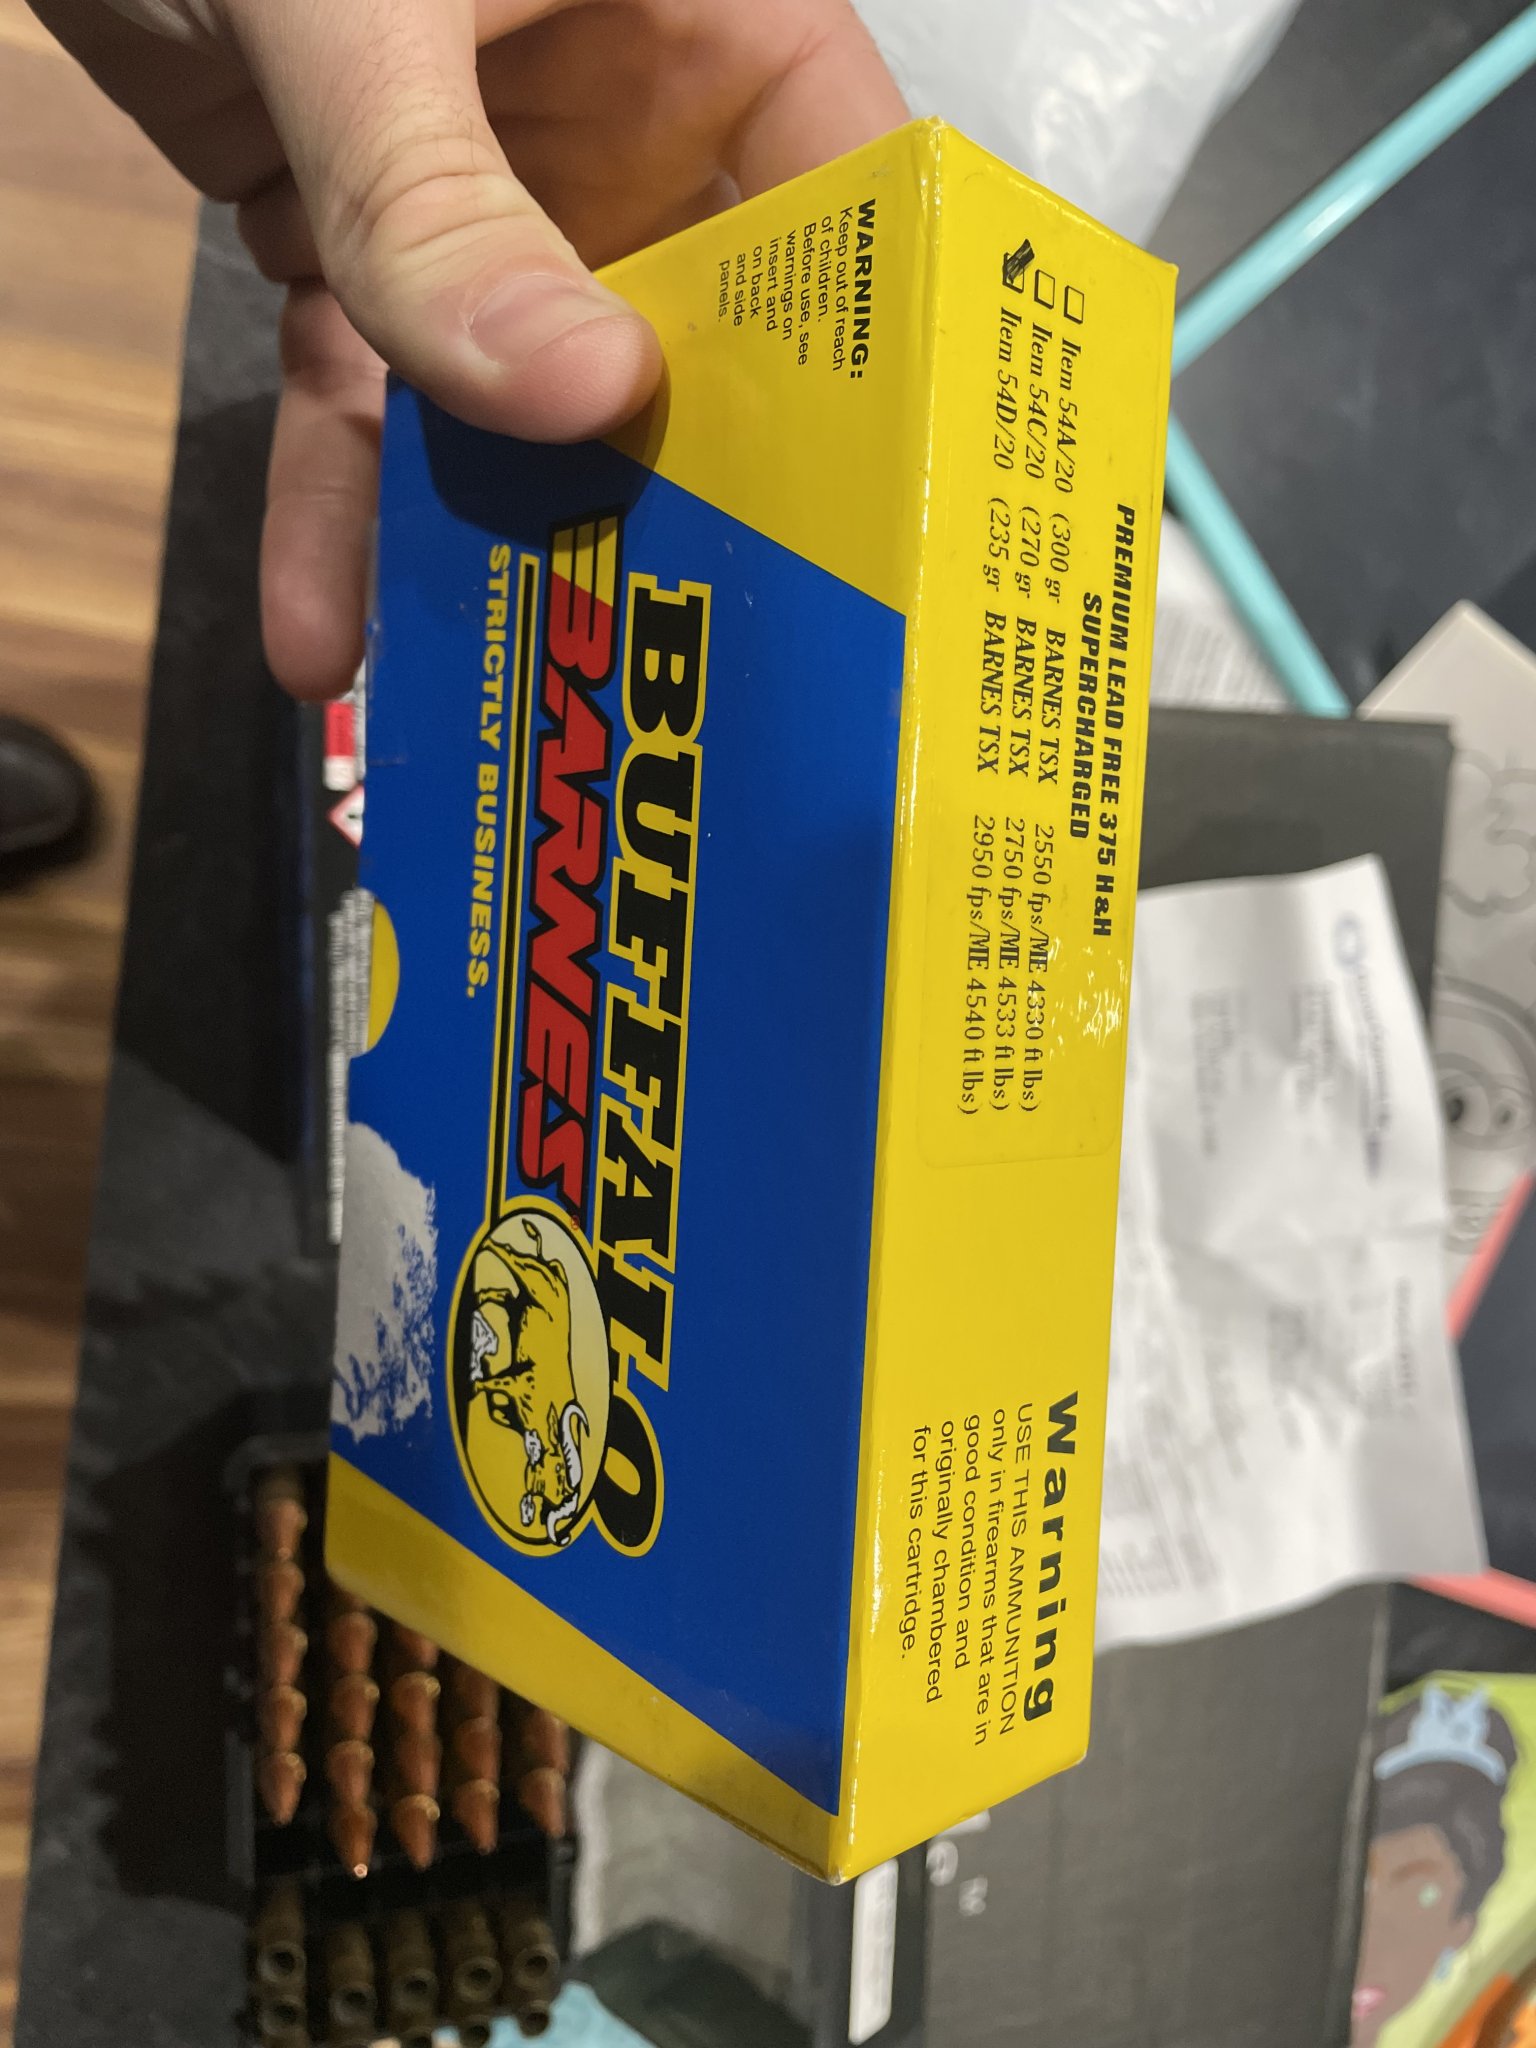 PREMIUM LEAD FREE 375 H&H
SUPERCHARGED
Item 54A/20 (300 gr BARNES TSX 2550 fps/ME 4330 ft lbs)
Item 54C/20 (270 gr BARNES TSX 2750 fps/ME 4533 ft lbs)
Item 54D/20 (235 gr BARNES TSX 2950 fps/ME 4540 ft lbs)
Warning
USE THIS AMMUNITION
only in firearms that are in
good condition and
originally chambered
for this cartridge.
WARNING:
Keep out of reach
of children.
Before use, see
warnings on
insert and
on back
and side
panels.
BUFFALO
BARNES®
STRICTLY BUSINESS.